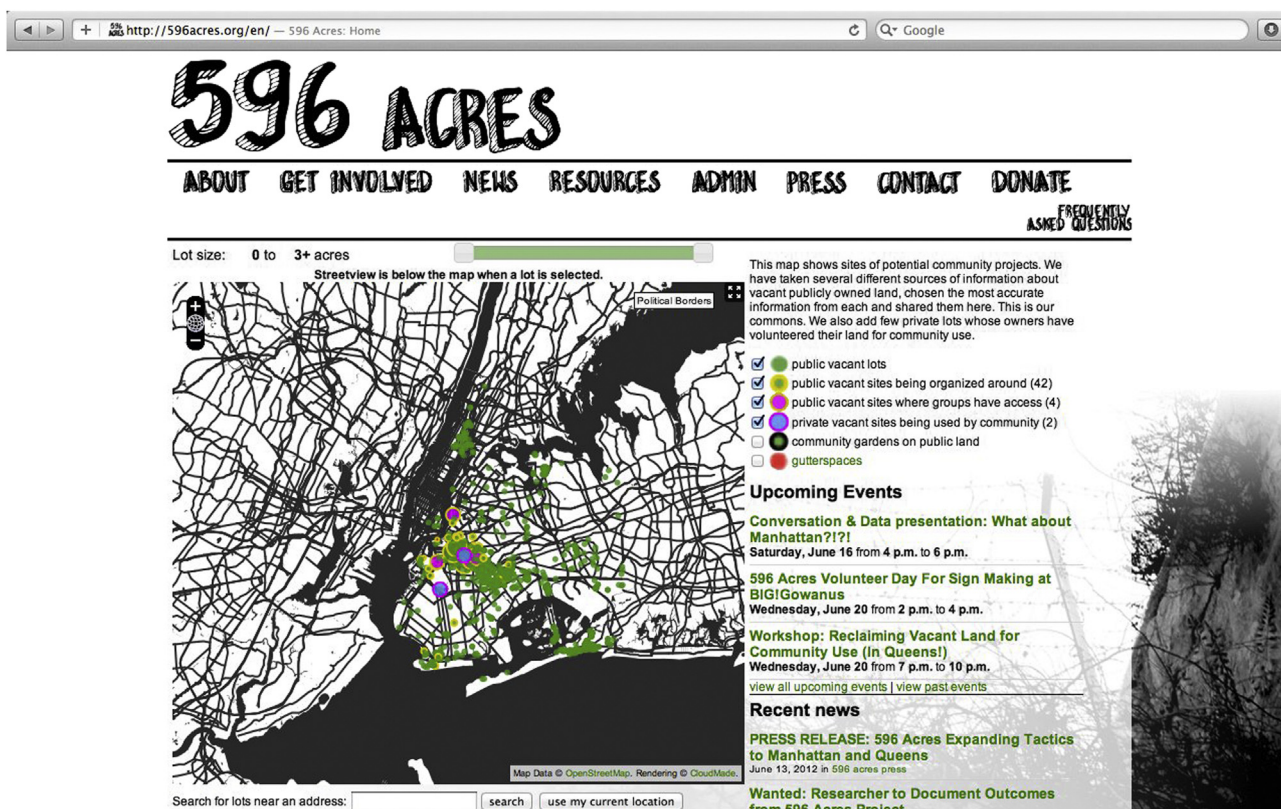 596 ACRES http://596acres.org/en/ — 596 Acres: Home
Google
596 ACRES
ABOUT GET INVOLVED NEWS RESOURCES ADMIN PRESS CONTACT DONATE
FREQUENTLY
ASKED QUESTIONS
Lot size: 0 to 3+ acres
Streetview is below the map when a lot is selected.
Political Borders
This map shows sites of potential community projects. We
have taken several different sources of information about
vacant publicly owned land, chosen the most accurate
information from each and shared them here. This is our
commons. We also add few private lots whose owners have
volunteered their land for community use.
public vacant lots
public vacant sites being organized around (42)
public vacant sites where groups have access (4)
private vacant sites being used by community (2)
community gardens on public land
gutterspaces
Upcoming Events
Conversation & Data presentation: What about
Manhattan?!?!
Saturday, June 16 from 4 p.m. to 6 p.m.
596 Acres Volunteer Day For Sign Making at
BIG!Gowanus
Wednesday, June 20 from 2 p.m. to 4 p.m.
Workshop: Reclaiming Vacant Land for
Community Use (In Queens!)
Wednesday, June 20 from 7 p.m. to 10 p.m.
view all upcoming events | view past events
Recent news
PRESS RELEASE: 596 Acres Expanding Tactics
to Manhattan and Queens
June 13, 2012 in 596 acres press
Wanted: Researcher to Document Outcomes
from 596 Acres Project
Map Data © OpenStreetMap. Rendering © CloudMade.
Search for lots near an address: search use my current location